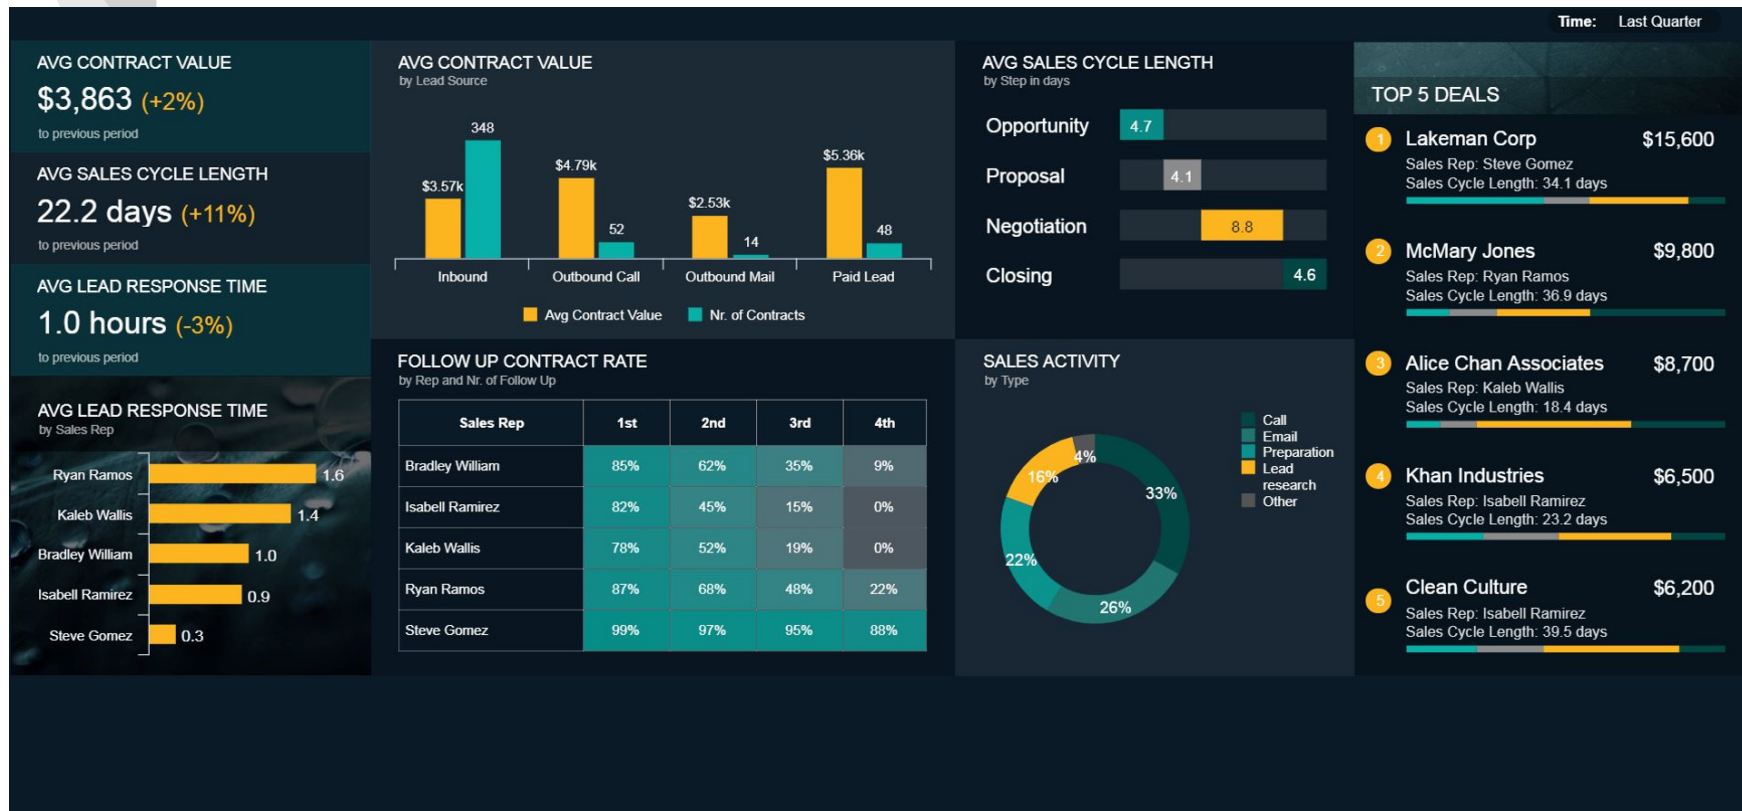 Time: Last Quarter
AVG CONTRACT VALUE
$3,863 (+2%)
to previous period
AVG SALES CYCLE LENGTH
22.2 days (+11%)
to previous period
AVG LEAD RESPONSE TIME
1.0 hours (-3%)
to previous period
AVG LEAD RESPONSE TIME
by Sales Rep
Ryan Ramos 1.6
Kaleb Wallis 1.4
Bradley William 1.0
Isabell Ramirez 0.9
Steve Gomez 0.3
AVG CONTRACT VALUE
by Lead Source
$3.57k 348
$4.79k 52
$2.53k 14
$5.36k 48
Inbound Outbound Call Outbound Mail Paid Lead
Avg Contract Value Nr. of Contracts
FOLLOW UP CONTRACT RATE
by Rep and Nr. of Follow Up
Sales Rep 1st 2nd 3rd 4th
Bradley William 85% 62% 35% 9%
Isabell Ramirez 82% 45% 15% 0%
Kaleb Wallis 78% 52% 19% 0%
Ryan Ramos 87% 68% 48% 22%
Steve Gomez 99% 97% 95% 88%
AVG SALES CYCLE LENGTH
by Step in days
Opportunity 4.7
Proposal 4.1
Negotiation 8.8
Closing 4.6
SALES ACTIVITY
by Type
4%
16%
33%
22%
26%
Call
Email
Preparation
Lead
research
Other
TOP 5 DEALS
1 Lakeman Corp $15,600
Sales Rep: Steve Gomez
Sales Cycle Length: 34.1 days
2 McMary Jones $9,800
Sales Rep: Ryan Ramos
Sales Cycle Length: 36.9 days
3 Alice Chan Associates $8,700
Sales Rep: Kaleb Wallis
Sales Cycle Length: 18.4 days
4 Khan Industries $6,500
Sales Rep: Isabell Ramirez
Sales Cycle Length: 23.2 days
5 Clean Culture $6,200
Sales Rep: Isabell Ramirez
Sales Cycle Length: 39.5 days